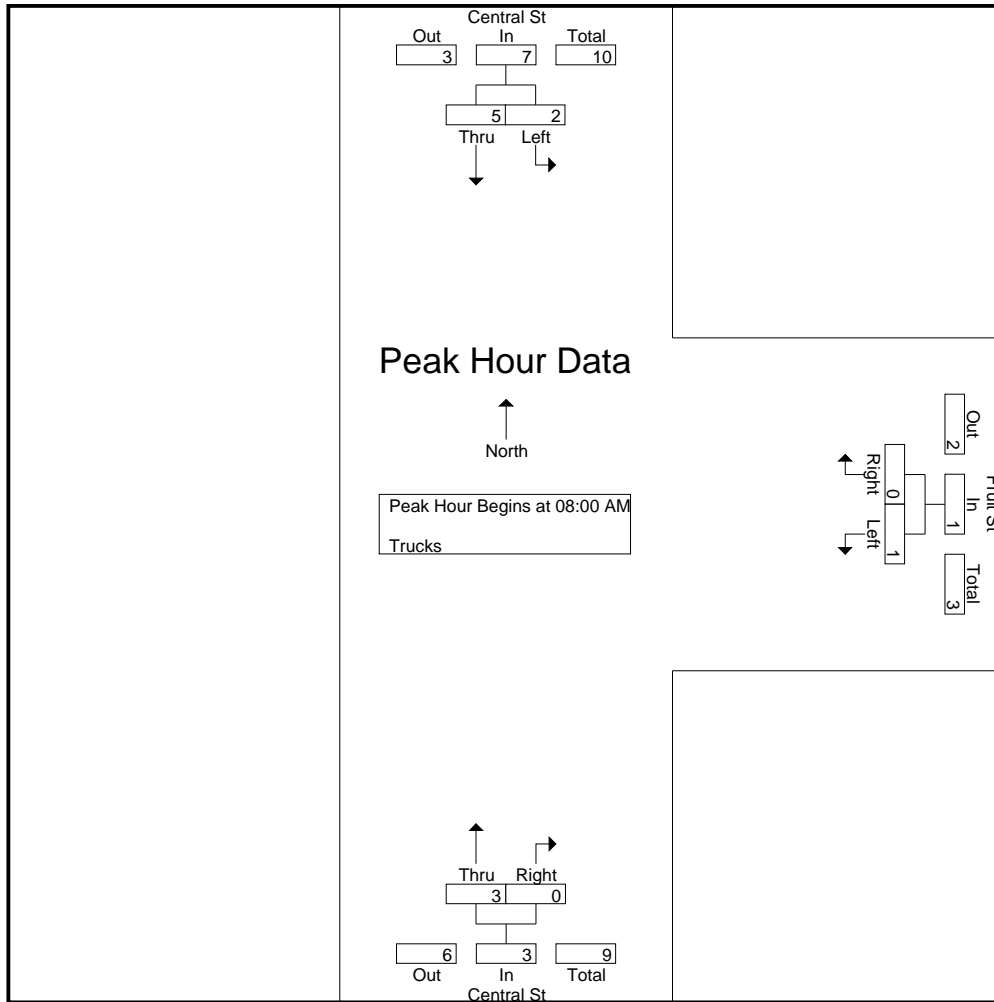 Central St
Out In Total
3 7 10
5 2
Thru Left
Peak Hour Data
North
Peak Hour Begins at 08:00 AM
Trucks
Out
2
Right
0
In
1
Left
1
Total
3
Thru Right
3 0
6 3 9
Out In Total
Central St